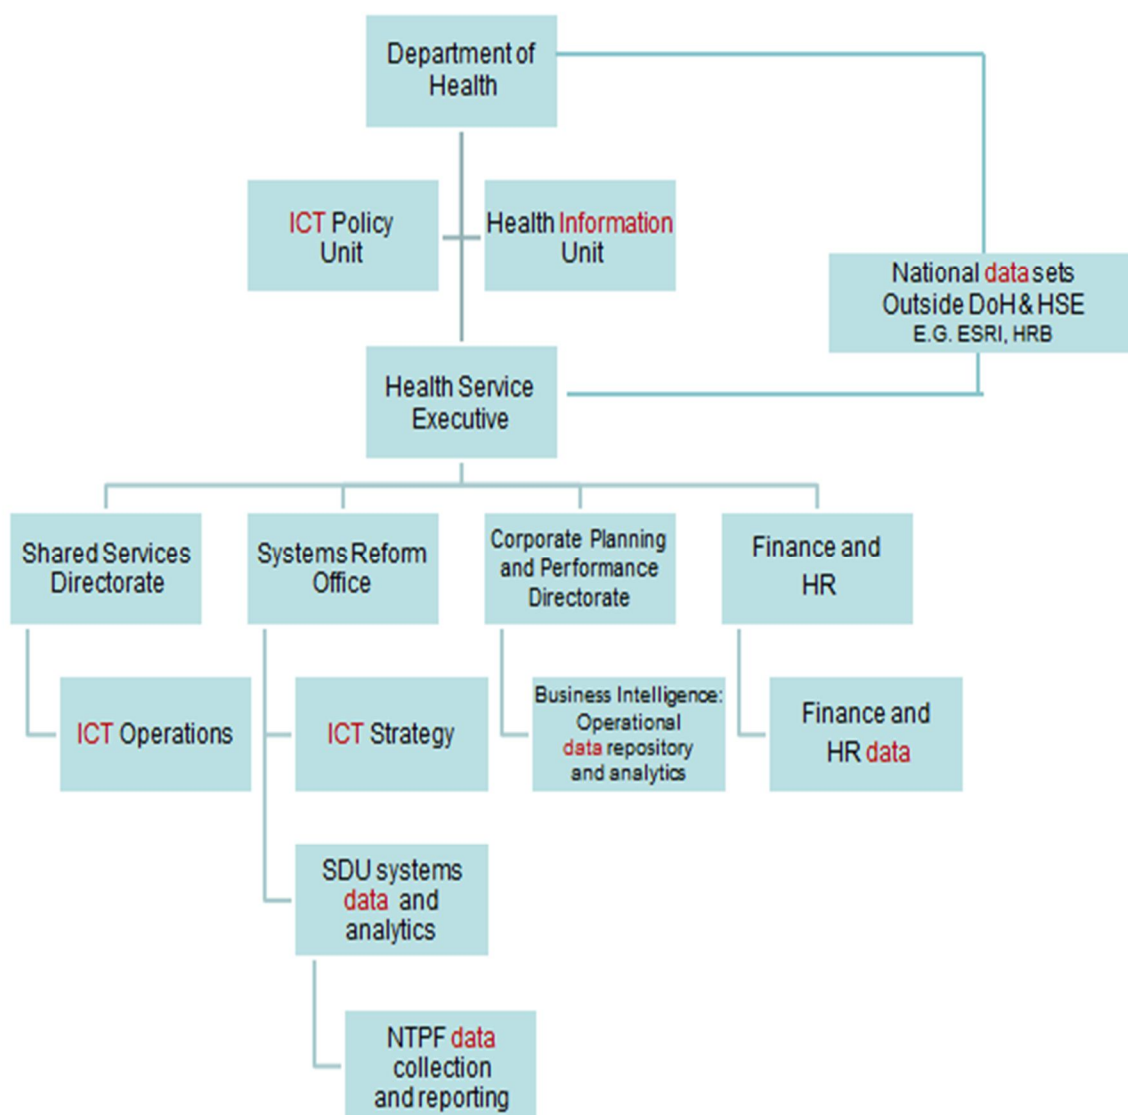 Department of
Health
ICT Policy
Unit
Health Information
Unit
National data sets
Outside DoH & HSE
E.G. ESRI, HRB
Health Service
Executive
Shared Services
Directorate
Systems Reform
Office
Corporate Planning
and Performance
Directorate
Finance and
HR
ICT Operations
ICT Strategy
Business Intelligence:
Operational
data repository
and analytics
Finance and
HR data
SDU systems
data and
analytics
NTPF data
collection
and reporting